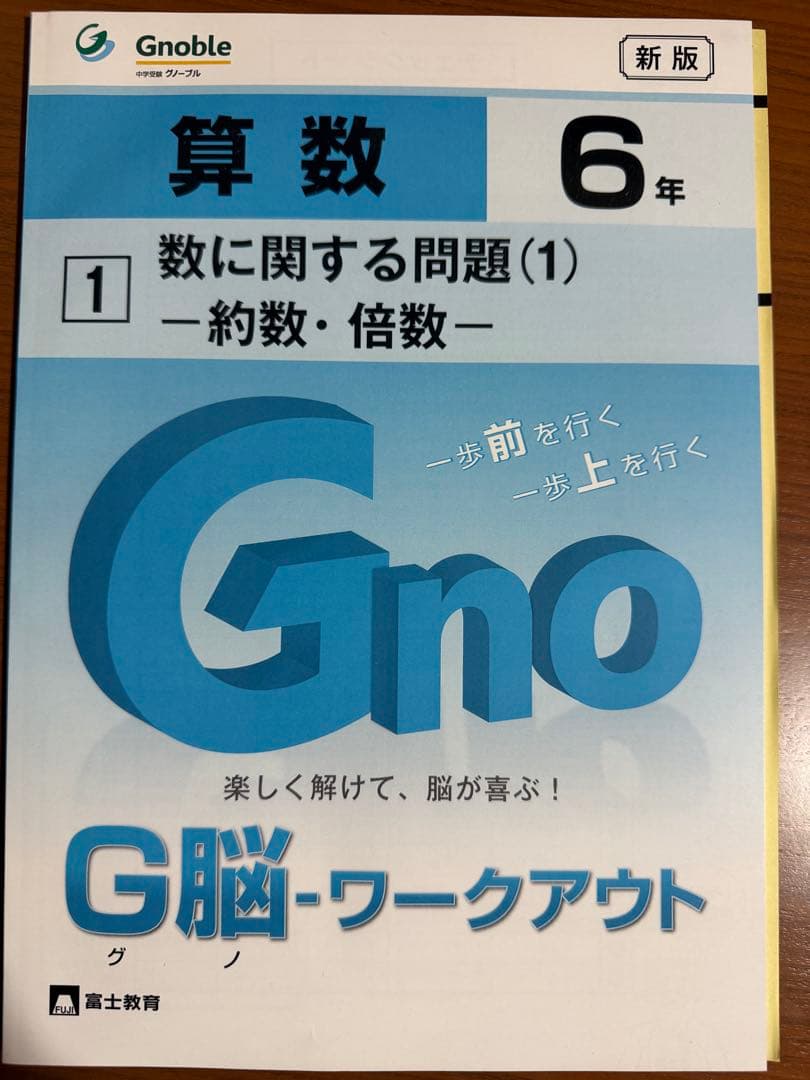 Gnoble
中学受験 グノーブル
新版
算数
6年
1
数に関する問題(1)
－約数・倍数－
一歩前を行く
一歩上を行く
Gno
楽しく解けて、脳が喜ぶ！
G脳-ワークアウト
グ ノ
FUJI 富士教育